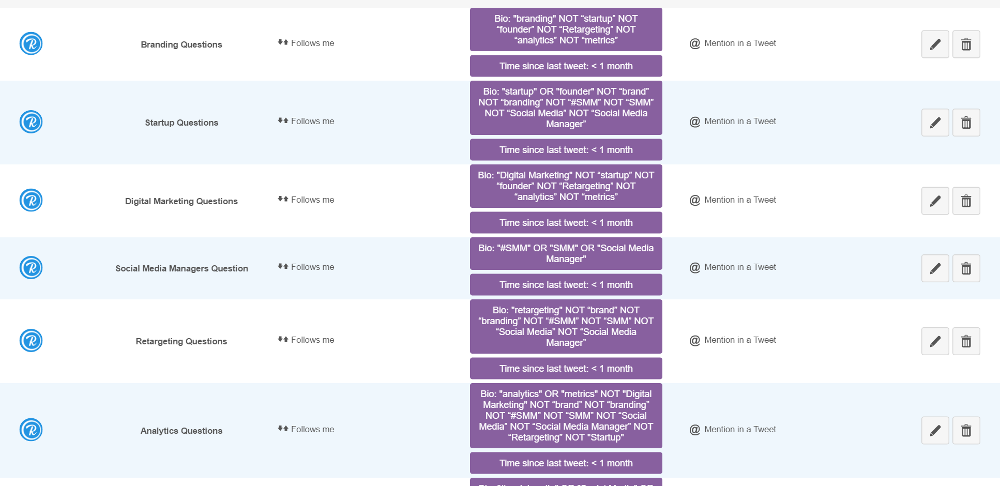 Bio: "branding" NOT “startup” NOT
“founder” NOT “Retargeting” NOT
“analytics” NOT “metrics”
Branding Questions
Follows me
@ Mention in a Tweet
Time since last tweet: < 1 month
Bio: "startup" OR "founder" NOT “brand”
NOT “branding” NOT “#SMM” NOT “SMM”
NOT “Social Media” NOT “Social Media
Manager”
Startup Questions
Follows me
@ Mention in a Tweet
Time since last tweet: < 1 month
Bio: "Digital Marketing" NOT “startup” NOT
“founder” NOT “Retargeting” NOT
“analytics” NOT “metrics”
Digital Marketing Questions
Follows me
@ Mention in a Tweet
Time since last tweet: < 1 month
Bio: "#SMM" OR "SMM" OR "Social Media
Manager"
Social Media Managers Question
Follows me
@ Mention in a Tweet
Time since last tweet: < 1 month
Bio: "retargeting" NOT “brand” NOT
“branding” NOT “#SMM” NOT “SMM” NOT
“Social Media” NOT “Social Media
Manager”
Retargeting Questions
Follows me
@ Mention in a Tweet
Time since last tweet: < 1 month
Bio: "analytics" OR "metrics" NOT "Digital
Marketing" NOT “brand” NOT “branding”
NOT “#SMM” NOT “SMM” NOT “Social
Media” NOT “Social Media Manager” NOT
“Retargeting” NOT "Startup"
Analytics Questions
Follows me
@ Mention in a Tweet
Time since last tweet: < 1 month